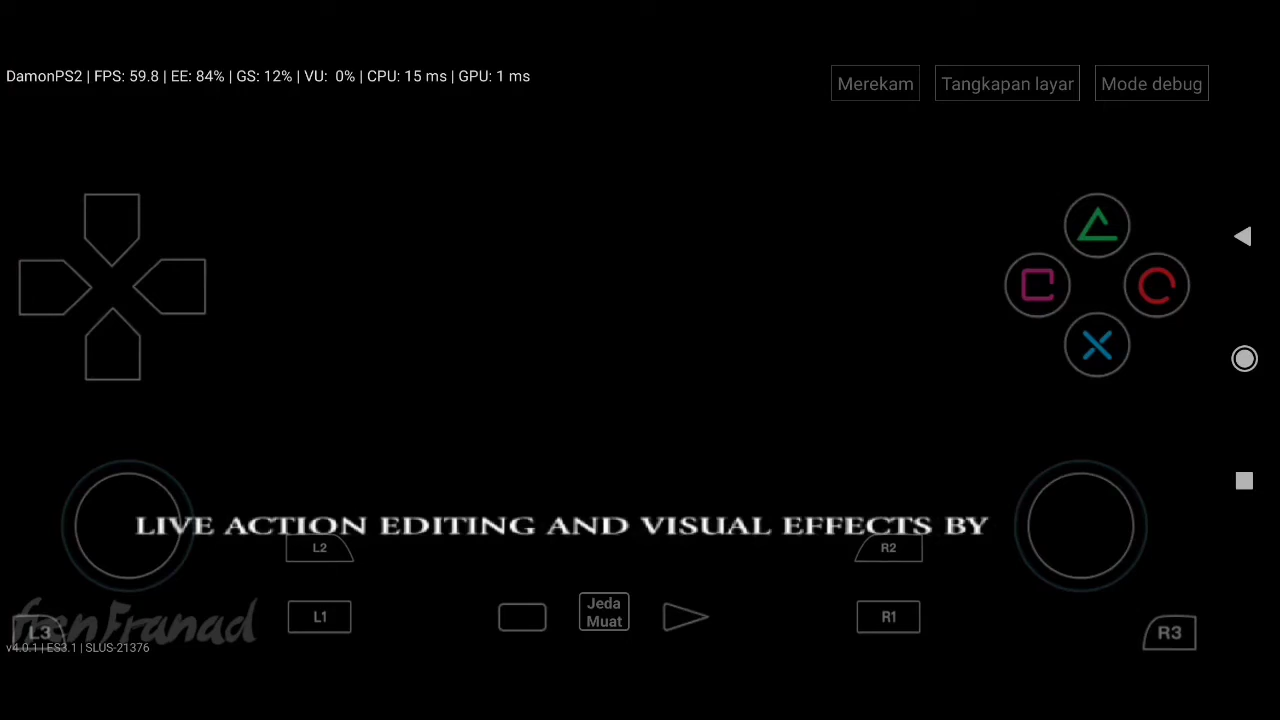 DamonPS2 | FPS: 59.8 | EE: 84% | GS: 12% | VU: 0% | CPU: 15 ms | GPU: 1 ms
Merekam
Tangkapan layar
Mode debug
LIVE ACTION EDITING AND VISUAL EFFECTS BY
L2
R2
L1
Jeda
Muat
R1
L3
R3
v4.0.1 | ES3.1 | SLUS-21376